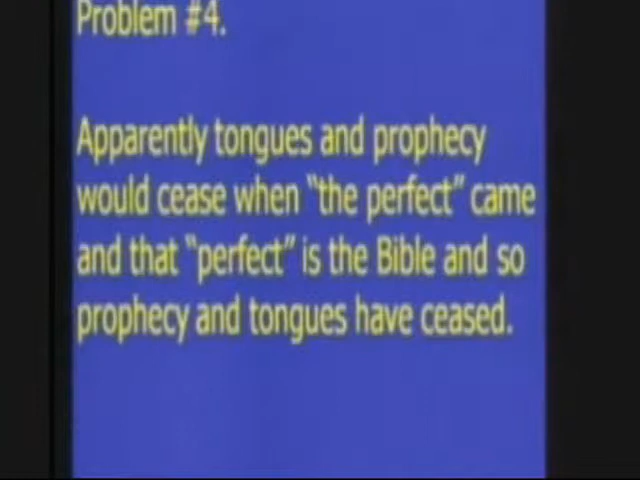 Problem #4.
Apparently tongues and prophecy
would cease when "the perfect" came
and that "perfect" is the Bible and so
prophecy and tongues have ceased.